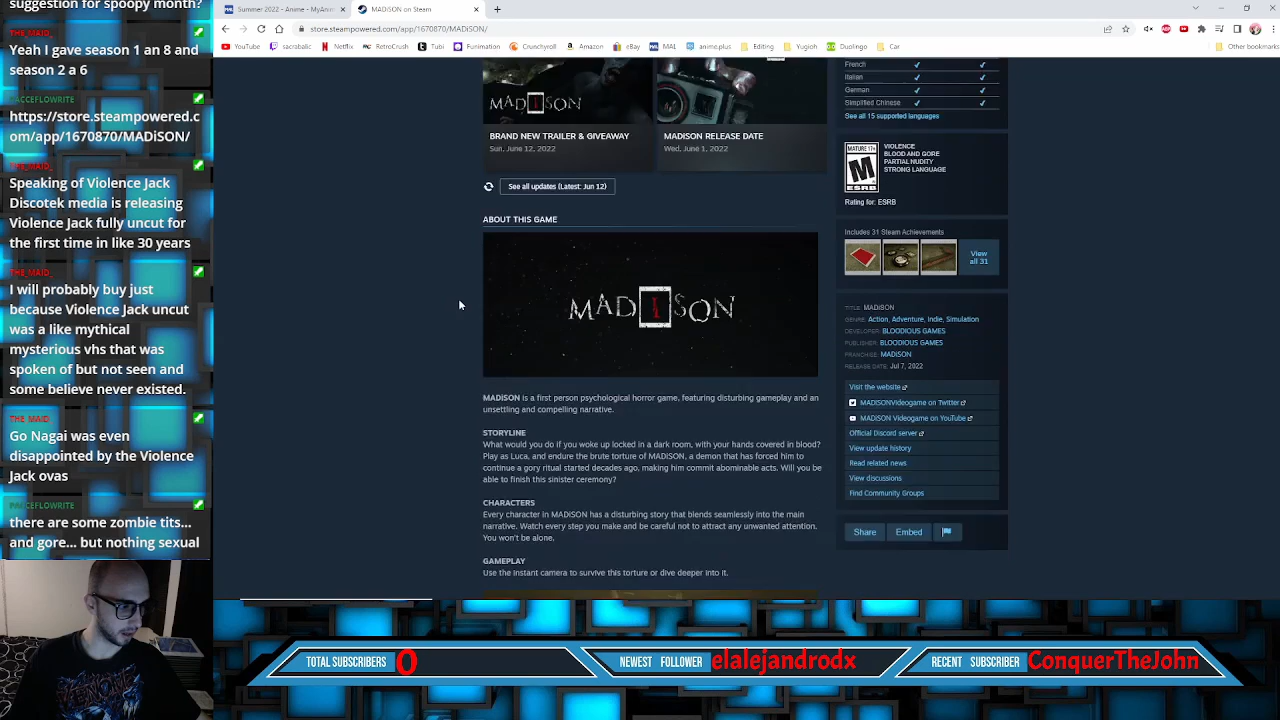 suggestion for spoopy month?
THE_MAID_
Yeah I gave season 1 an 8 and
season 2 a 6
https://store.steampowered.c
om/app/1670870/MADiSON/
Speaking of Violence Jack
Discotek media is releasing
Violence Jack fully uncut for
the first time in like 30 years
THE_MAID_
I will probably buy just
because Violence Jack uncut
was a like mythical
mysterious vhs that was
spoken of but not seen and
some believe never existed.
THE_MAID_
Go Nagai was even
disappointed by the Violence
Jack ovas
PACCEFLOWRITE
there are some zombie tits...
and gore... but nothing sexual
Summer 2022 - Anime - MyAnim
MADiSON on Steam
store.steampowered.com/app/1670870/MADiSON/
YouTube
sacrabalic
Netflix
RetroCrush
Tubi
Funimation
Crunchyroll
Amazon
eBay
MAL
anime.plus
Editing
Yugioh
Duolingo
Car
Other bookmarks
MADISON
BRAND NEW TRAILER & GIVEAWAY
Sun, June 12, 2022
MADISON RELEASE DATE
Wed, June 1, 2022
See all updates (Latest: Jun 12)
ABOUT THIS GAME
MADISON
MADISON is a first person psychological horror game, featuring disturbing gameplay and an
unsettling and compelling narrative.
STORYLINE
What would you do if you woke up locked in a dark room, with your hands covered in blood?
Play as Luca, and endure the brute torture of MADISON, a demon that has forced him to
continue a gory ritual started decades ago, making him commit abominable acts. Will you be
able to finish this sinister ceremony?
CHARACTERS
Every character in MADISON has a disturbing story that blends seamlessly into the main
narrative. Watch every step you make and be careful not to attract any unwanted attention.
You won't be alone.
GAMEPLAY
Use the instant camera to survive this torture or dive deeper into it.
French
Italian
German
Simplified Chinese
See all 15 supported languages
MATURE 17+
M
ESRB
VIOLENCE
BLOOD AND GORE
PARTIAL NUDITY
STRONG LANGUAGE
Rating for: ESRB
Includes 31 Steam Achievements
View
all 31
TITLE: MADiSON
GENRE: Action, Adventure, Indie, Simulation
DEVELOPER: BLOODIOUS GAMES
PUBLISHER: BLOODIOUS GAMES
FRANCHISE: MADiSON
RELEASE DATE: Jul 7, 2022
Visit the website
MADISONVideogame on Twitter
MADiSON Videogame on YouTube
Official Discord server
View update history
Read related news
View discussions
Find Community Groups
Share
Embed
TOTAL SUBSCRIBERS 0
NEWEST FOLLOWER elalejandrodx
RECENT SUBSCRIBER ConquerTheJohn